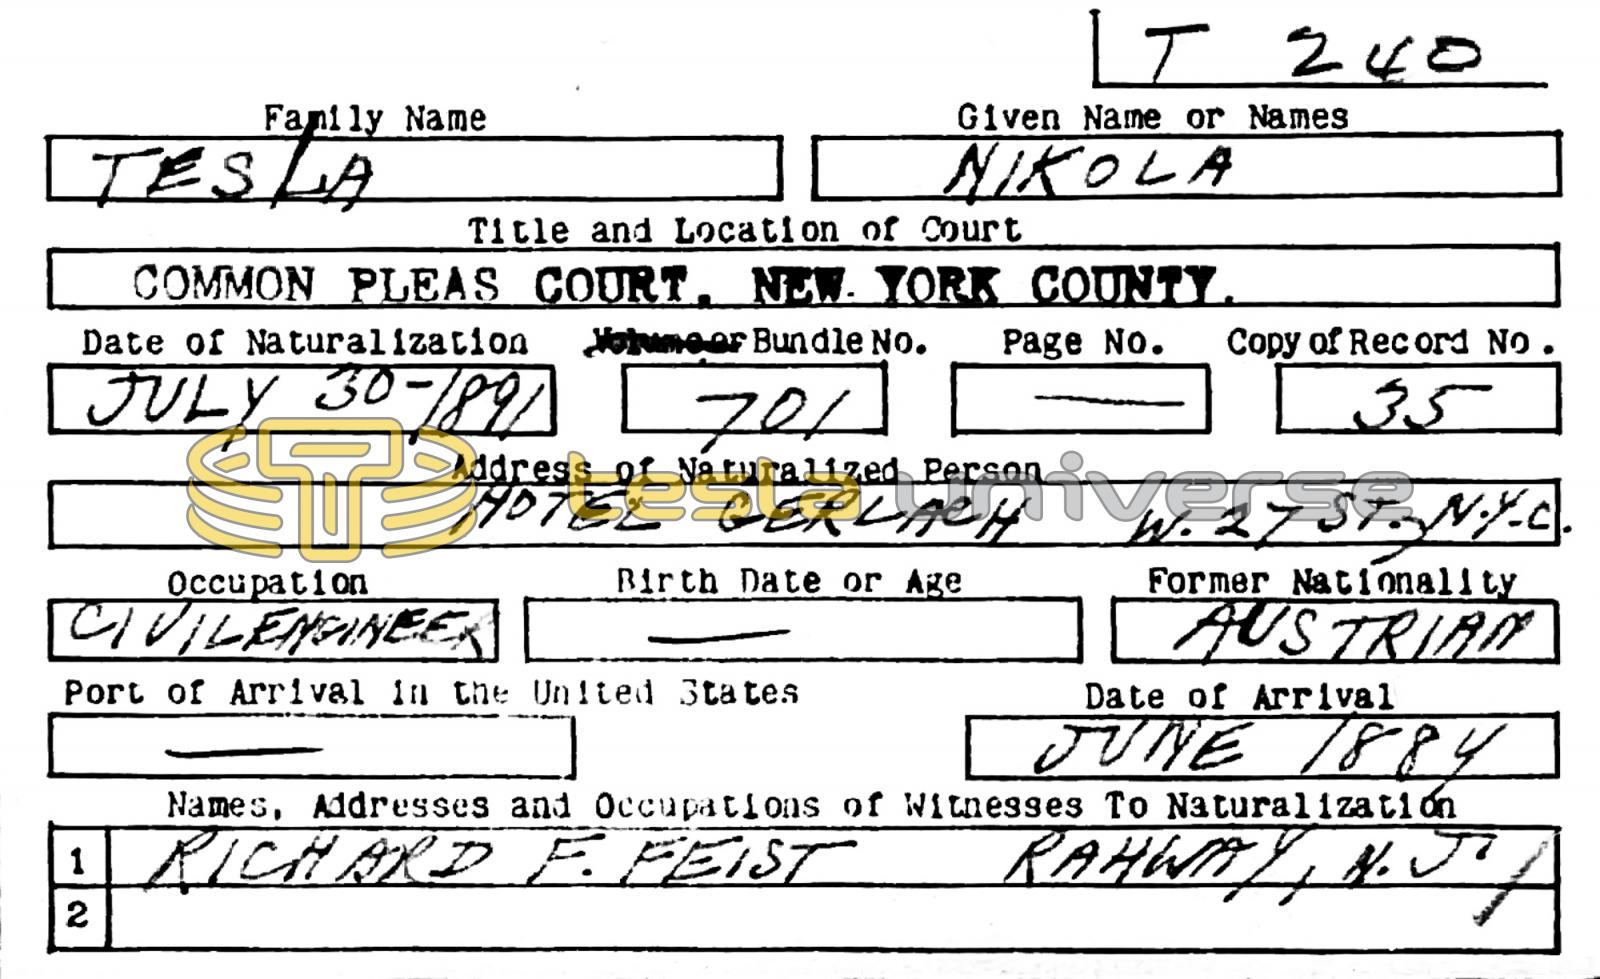 T 240
Family Name Given Name or Names
TESLA NIKOLA
Title and Location of Court
COMMON PLEAS COURT, NEW YORK COUNTY.
Date of Naturalization Volume or Bundle No. Page No. Copy of Record No.
JULY 30-1891 701 — 35
Address of Naturalized Person
tesla universe
HOTEL GERLACH W. 27 ST., N.Y.C.
Occupation Birth Date or Age Former Nationality
CIVIL ENGINEER — AUSTRIAN
Port of Arrival in the United States Date of Arrival
— JUNE 1884
Names, Addresses and Occupations of Witnesses To Naturalization
1 RICHARD F. FEIST RAHWAY, N.J.
2